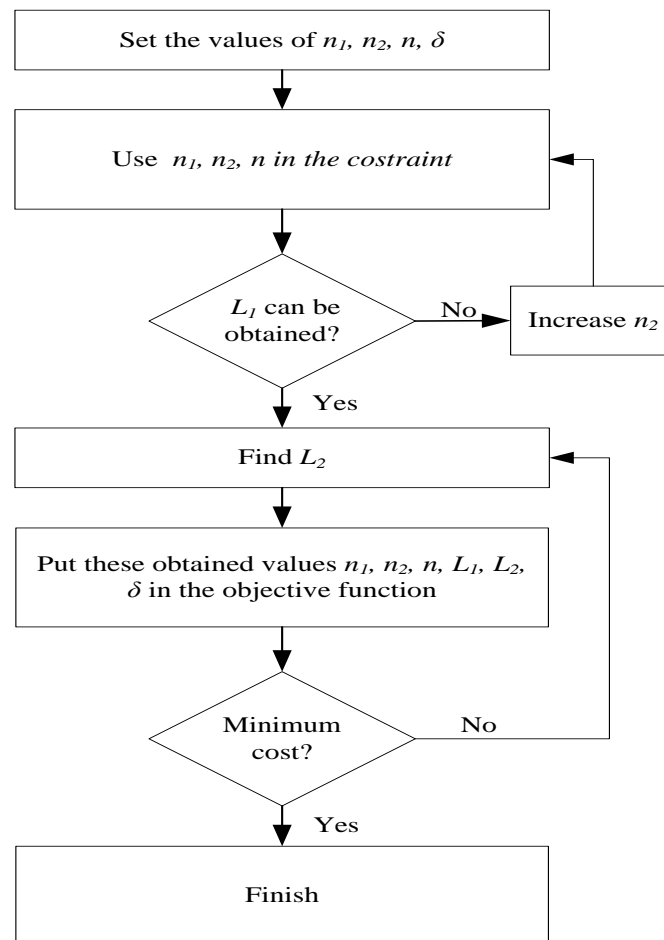 Set the values of n₁, n₂, n, δ
Use n₁, n₂, n in the costraint
L₁ can be
obtained?
No
Increase n₂
Yes
Find L₂
Put these obtained values n₁, n₂, n, L₁, L₂,
δ in the objective function
Minimum
cost?
No
Yes
Finish